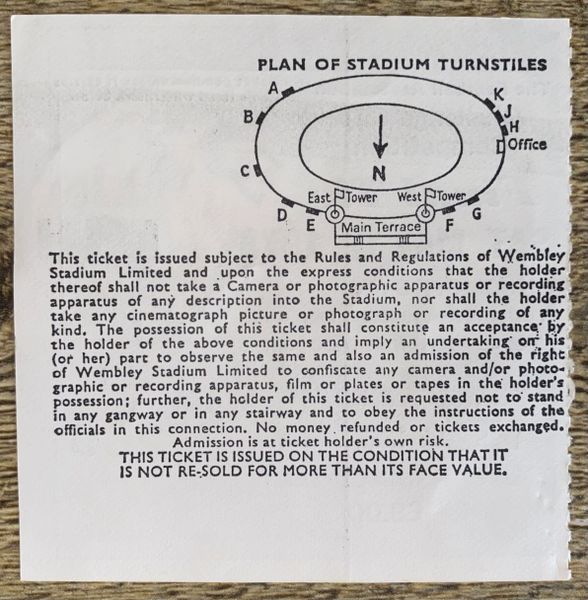 PLAN OF STADIUM TURNSTILES
A
K
B
J
H
Office
C
N
East Tower
West Tower
D
E
Main Terrace
F
G
This ticket is issued subject to the Rules and Regulations of Wembley
Stadium Limited and upon the express conditions that the holder
thereof shall not take a Camera or photographic apparatus or recording
apparatus of any description into the Stadium, nor shall the holder
take any cinematograph picture or photograph or recording of any
kind. The possession of this ticket shall constitute an acceptance by
the holder of the above conditions and imply an undertaking on his
(or her) part to observe the same and also an admission of the right
of Wembley Stadium Limited to confiscate any camera and/or photo-
graphic or recording apparatus, film or plates or tapes in the holder's
possession; further, the holder of this ticket is requested not to stand
in any gangway or in any stairway and to obey the instructions of the
officials in this connection. No money refunded or tickets exchanged.
Admission is at ticket holder's own risk.
THIS TICKET IS ISSUED ON THE CONDITION THAT IT
IS NOT RE-SOLD FOR MORE THAN ITS FACE VALUE.